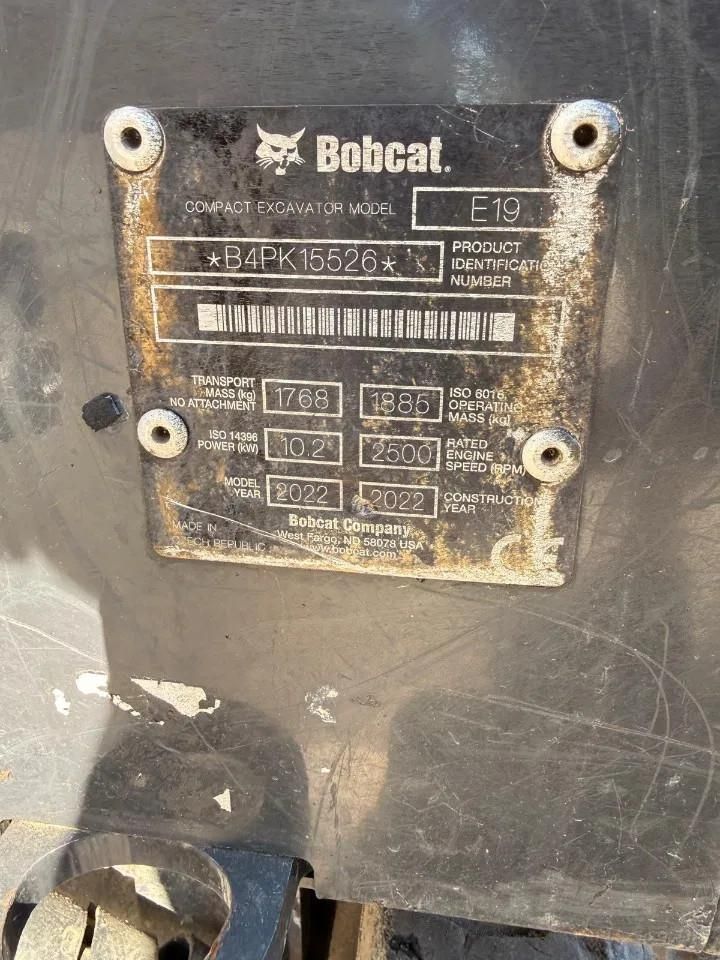 Bobcat®
COMPACT EXCAVATOR MODEL E19
*B4PK15526* PRODUCT
IDENTIFICATION
NUMBER
TRANSPORT
MASS (kg)
NO ATTACHMENT
1768
1885
ISO 6016
OPERATING
MASS (kg)
ISO 14396
POWER (kW)
10.2
2500
RATED
ENGINE
SPEED (RPM)
MODEL
YEAR
2022
2022
CONSTRUCTION
YEAR
Bobcat Company
West Fargo, ND 58078 USA
www.bobcat.com
MADE IN
CZECH REPUBLIC
CE